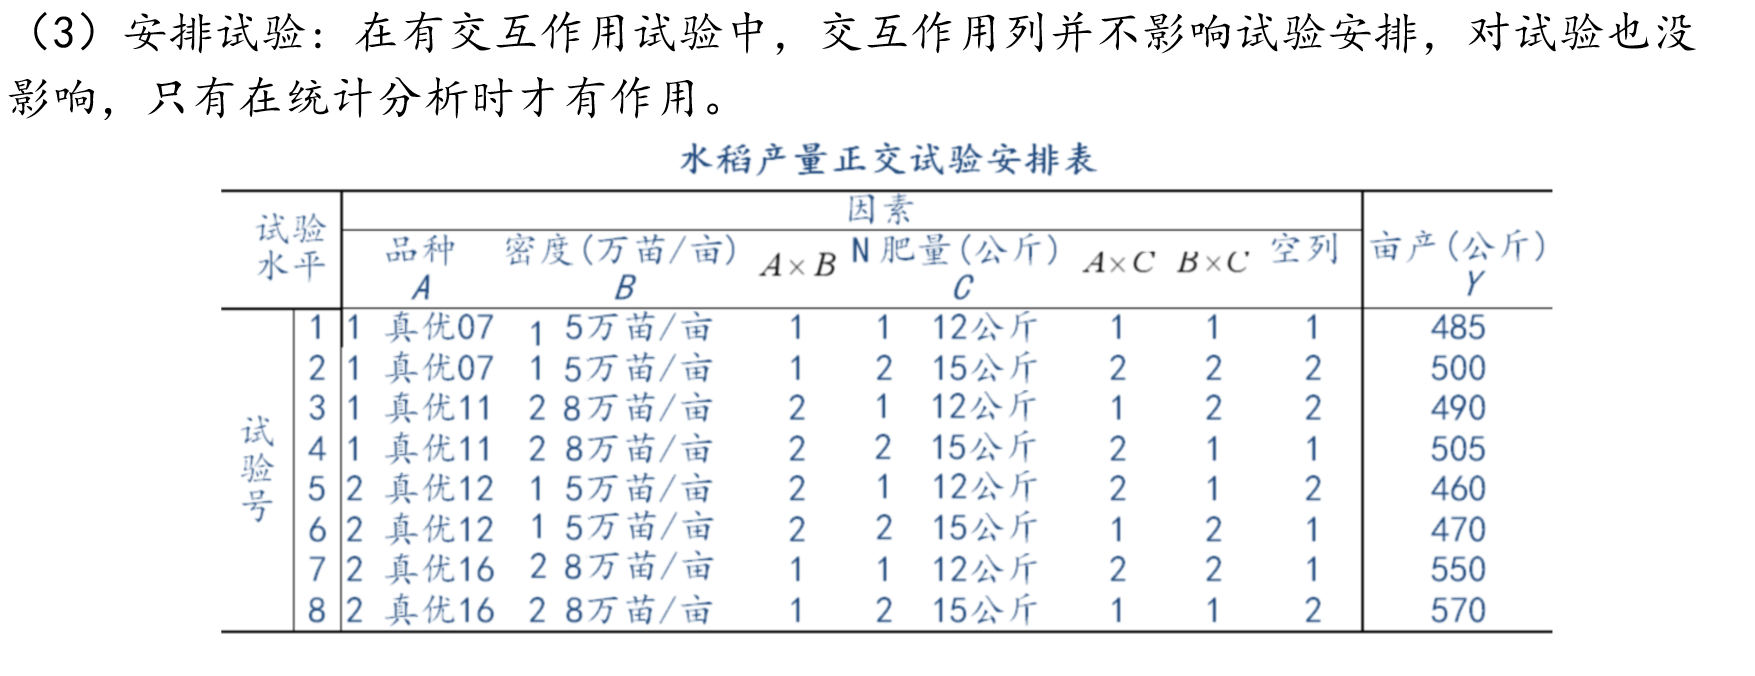 （3）安排试验：在有交互作用试验中，交互作用列并不影响试验安排，对试验也没
影响，只有在统计分析时才有作用。
水稻产量正交试验安排表
试验水平 因素 亩产(公斤) Y
品种 A 密度(万苗/亩) B A×B N肥量(公斤) C A×C B×C 空列
试验号
1 1 真优07 1 5万苗/亩 1 1 12公斤 1 1 1 485
2 1 真优07 1 5万苗/亩 1 2 15公斤 2 2 2 500
3 1 真优11 2 8万苗/亩 2 1 12公斤 1 2 2 490
4 1 真优11 2 8万苗/亩 2 2 15公斤 2 1 1 505
5 2 真优12 1 5万苗/亩 2 1 12公斤 2 1 2 460
6 2 真优12 1 5万苗/亩 2 2 15公斤 1 2 1 470
7 2 真优16 2 8万苗/亩 1 1 12公斤 2 2 1 550
8 2 真优16 2 8万苗/亩 1 2 15公斤 1 1 2 570